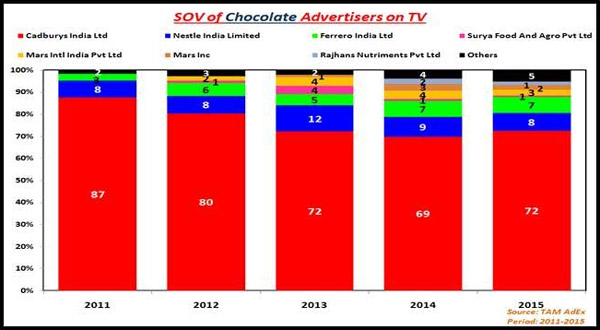 SOV of Chocolate Advertisers on TV
Cadburys India Ltd Nestle India Limited Ferrero India Ltd Surya Food And Agro Pvt Ltd
Mars Intl India Pvt Ltd Mars Inc Rajhans Nutriments Pvt Ltd Others
100%
90%
80%
70%
60%
50%
40%
30%
20%
10%
0%
2 3 2 4 5
8 2 1 1 2 1 2
6 4 3 3
8 4 4 1
5 1 7
12 7 8
9
87 80 72 69 72
2011 2012 2013 2014 2015
Source: TAM AdEx
Period: 2011-2015